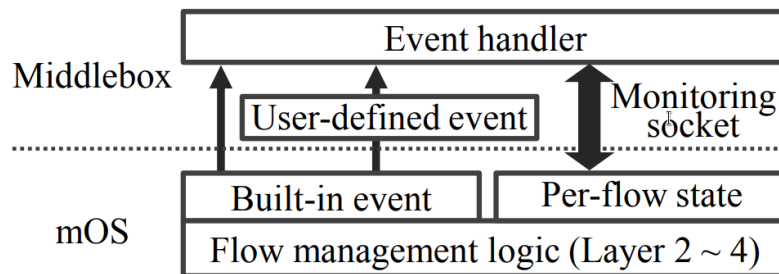 Event handler
Middlebox
User-defined event
Monitoring
socket
Built-in event
Per-flow state
mOS
Flow management logic (Layer 2 ~ 4)